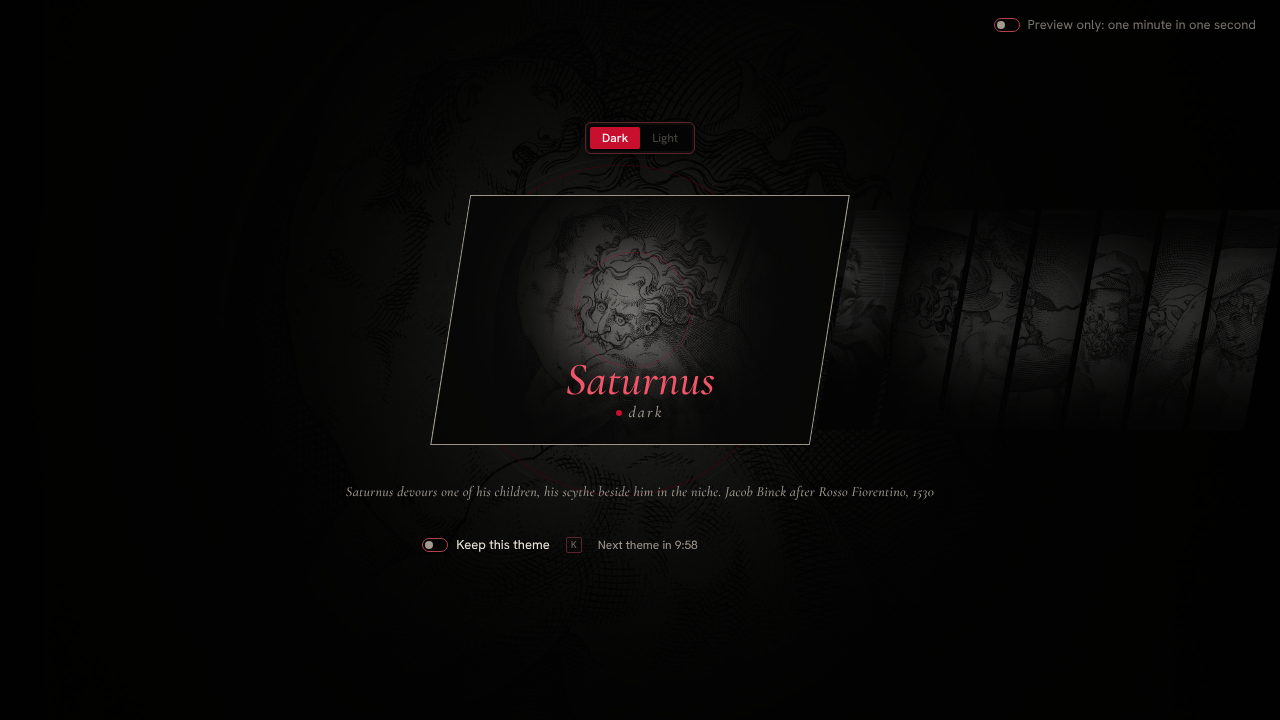 Preview only: one minute in one second
Dark Light
Saturnus
dark
Saturnus devours one of his children, his scythe beside him in the niche. Jacob Binck after Rosso Fiorentino, 1530
Keep this theme K Next theme in 9:58